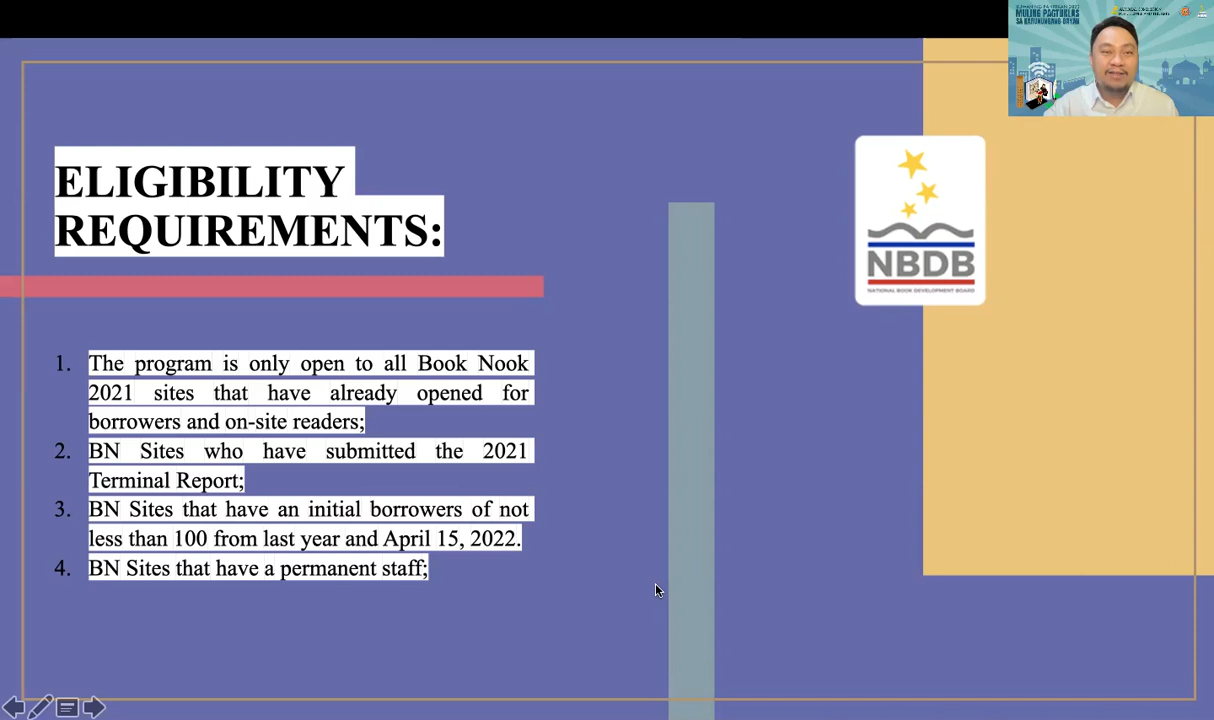 MULING PAGTUKLAS
ELIGIBILITY
REQUIREMENTS:
NBDB
NATIONAL BOOK DEVELOPMENT BOARD
1. The program is only open to all Book Nook
2021 sites that have already opened for
borrowers and on-site readers;
2. BN Sites who have submitted the 2021
Terminal Report;
3. BN Sites that have an initial borrowers of not
less than 100 from last year and April 15, 2022.
4. BN Sites that have a permanent staff;